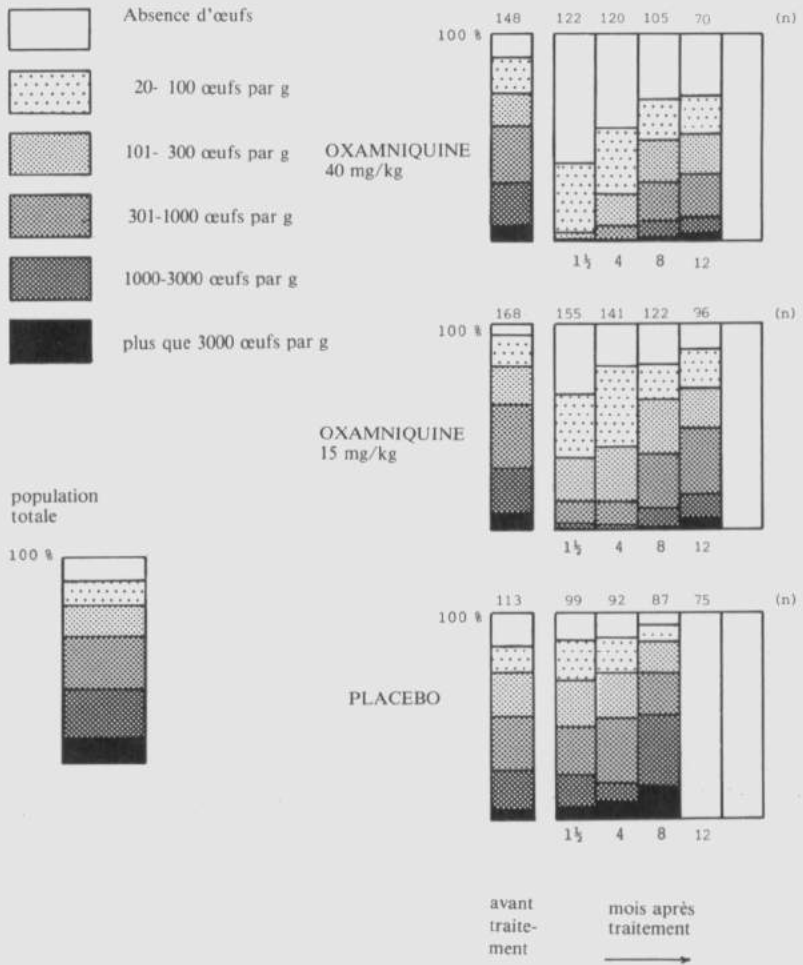 Absence d'œufs
20- 100 œufs par g
101- 300 œufs par g
301-1000 œufs par g
1000-3000 œufs par g
plus que 3000 œufs par g
population
totale
100 %
148 122 120 105 70 (n)
100 %
OXAMNIQUINE
40 mg/kg
1½ 4 8 12
168 155 141 122 96 (n)
100 %
OXAMNIQUINE
15 mg/kg
1½ 4 8 12
113 99 92 87 75 (n)
100 %
PLACEBO
1½ 4 8 12
avant
traite-
ment
mois après
traitement